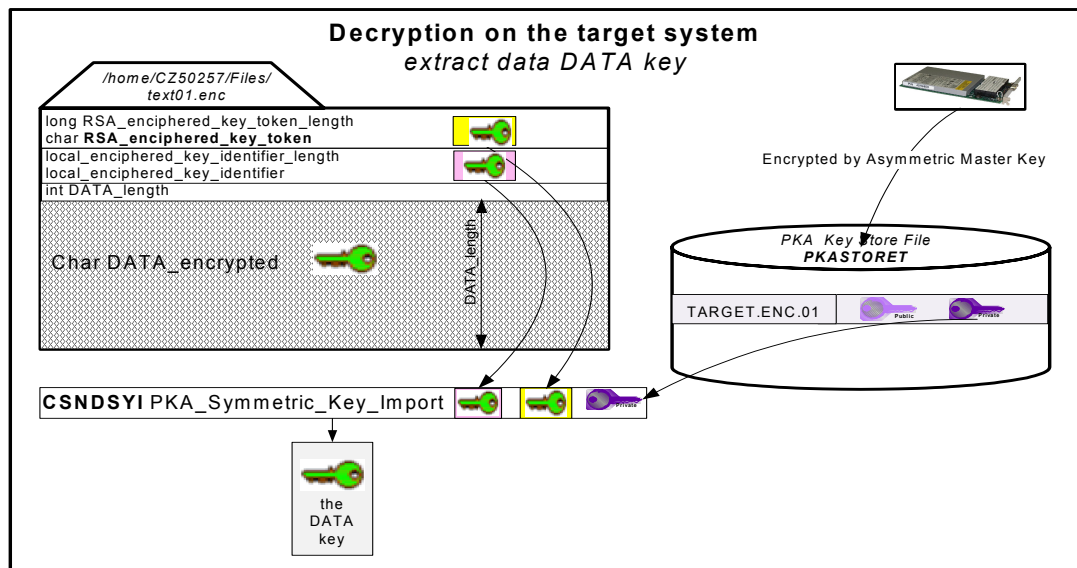 Decryption on the target system
extract data DATA key
/home/CZ50257/Files/
text01.enc
long RSA_enciphered_key_token_length
char RSA_enciphered_key_token
local_enciphered_key_identifier_length
local_enciphered_key_identifier
int DATA_length
Char DATA_encrypted
DATA_length
Encrypted by Asymmetric Master Key
PKA Key Store File
PKASTORET
TARGET.ENC.01
Public
Private
CSNDSYI PKA_Symmetric_Key_Import
Private
the
DATA
key